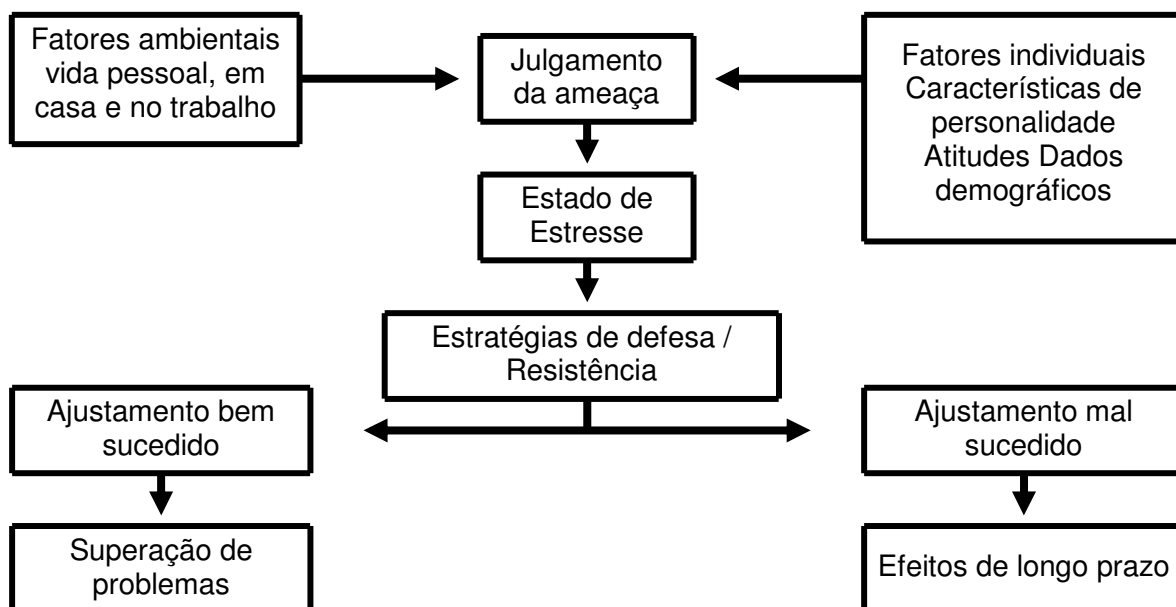 Fatores ambientais
vida pessoal, em
casa e no trabalho
Julgamento
da ameaça
Fatores individuais
Características de
personalidade
Atitudes Dados
demográficos
Estado de
Estresse
Estratégias de defesa /
Resistência
Ajustamento bem
sucedido
Ajustamento mal
sucedido
Superação de
problemas
Efeitos de longo prazo